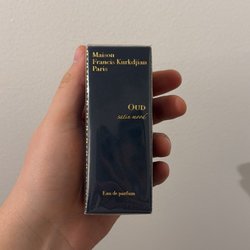 Maison
Francis Kurkdjian
Paris
OUD
satin mood
Eau de parfum